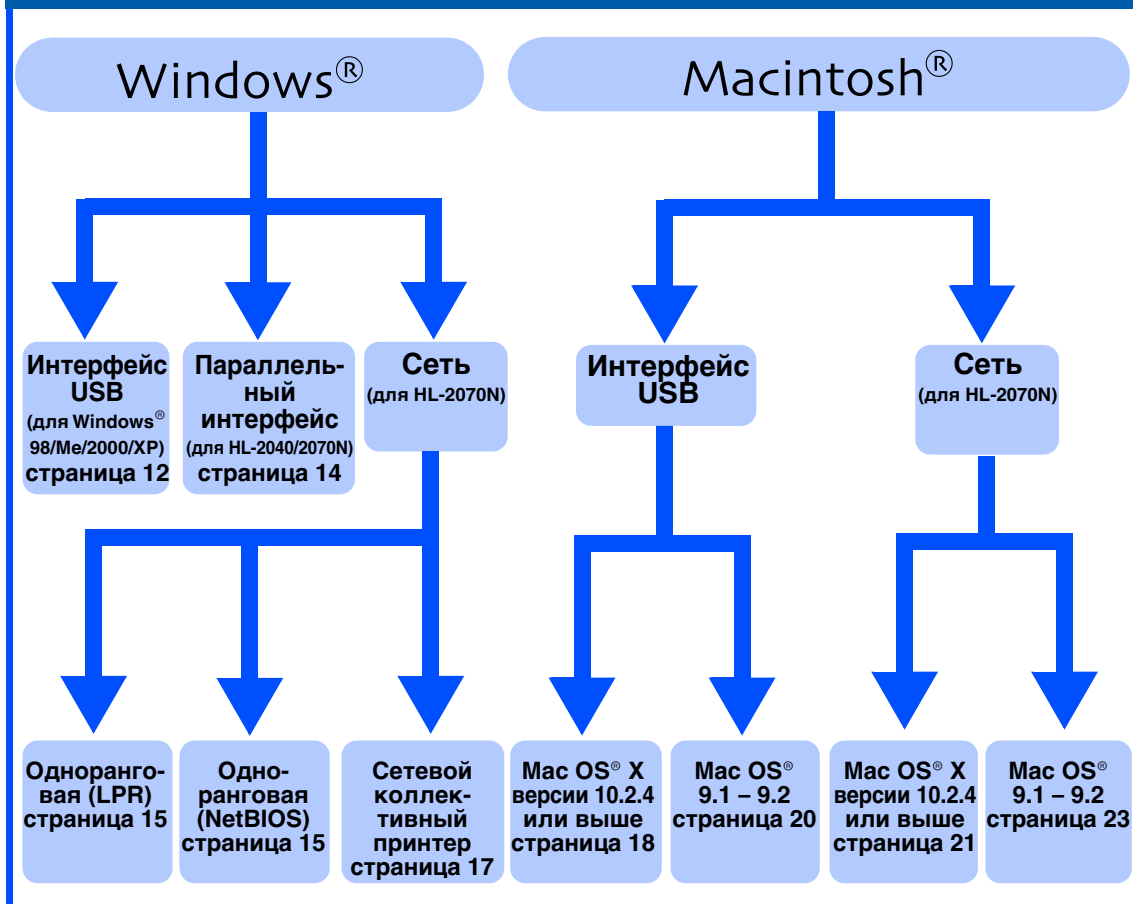 Windows®
Macintosh®
Интерфейс
USB
(для Windows®
98/Me/2000/XP)
страница 12
Параллель-
ный
интерфейс
(для HL-2040/2070N)
страница 14
Сеть
(для HL-2070N)
Интерфейс
USB
Сеть
(для HL-2070N)
Одноранго-
вая (LPR)
страница 15
Одно-
ранговая
(NetBIOS)
страница 15
Сетевой
коллек-
тивный
принтер
страница 17
Mac OS® X
версии 10.2.4
или выше
страница 18
Mac OS®
9.1 – 9.2
страница 20
Mac OS® X
версии 10.2.4
или выше
страница 21
Mac OS®
9.1 – 9.2
страница 23